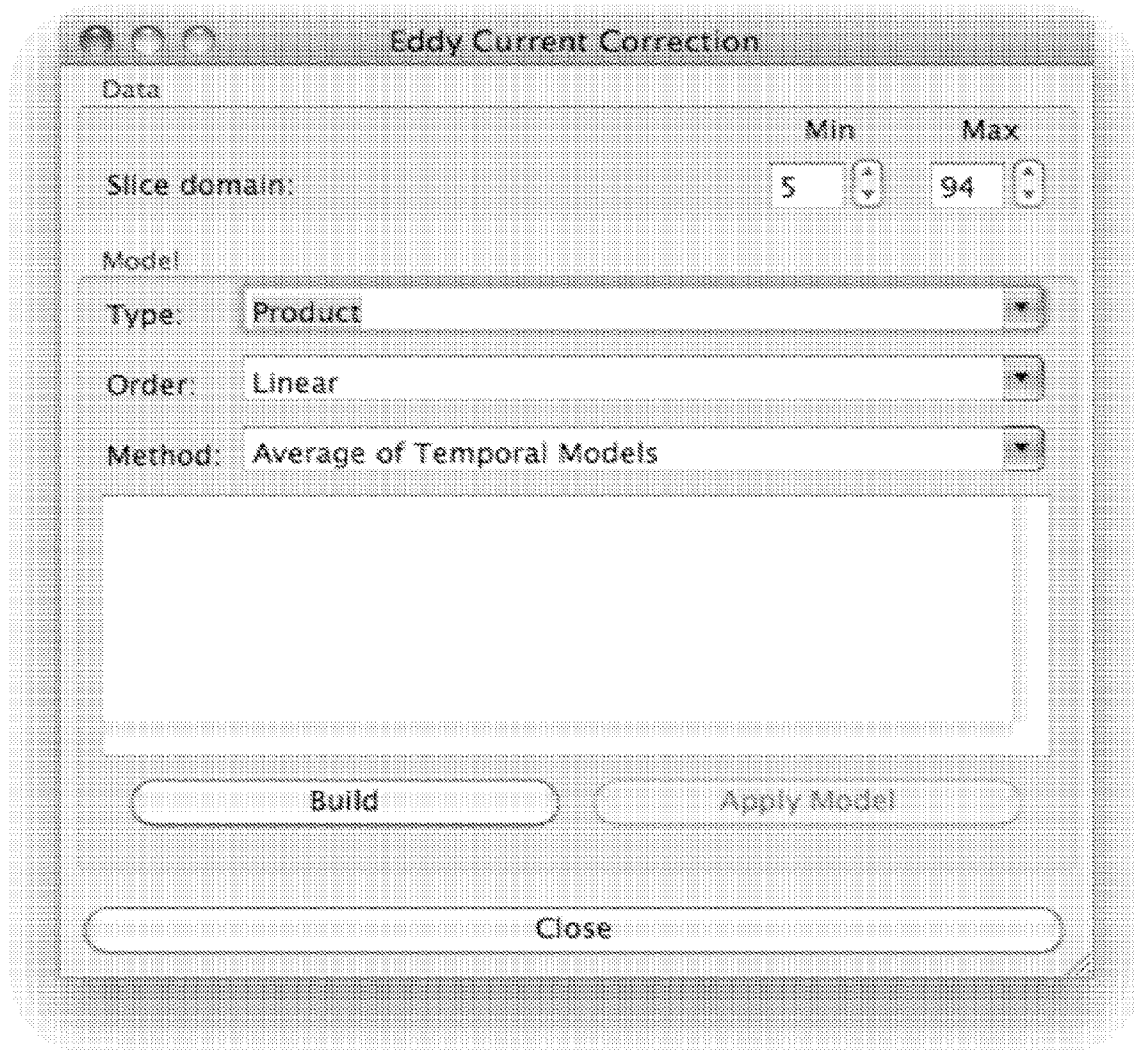 Eddy Current Correction
Data
Min Max
Slice domain: 5 94
Model
Type: Product
Order: Linear
Method: Average of Temporal Models
Build Apply Model
Close